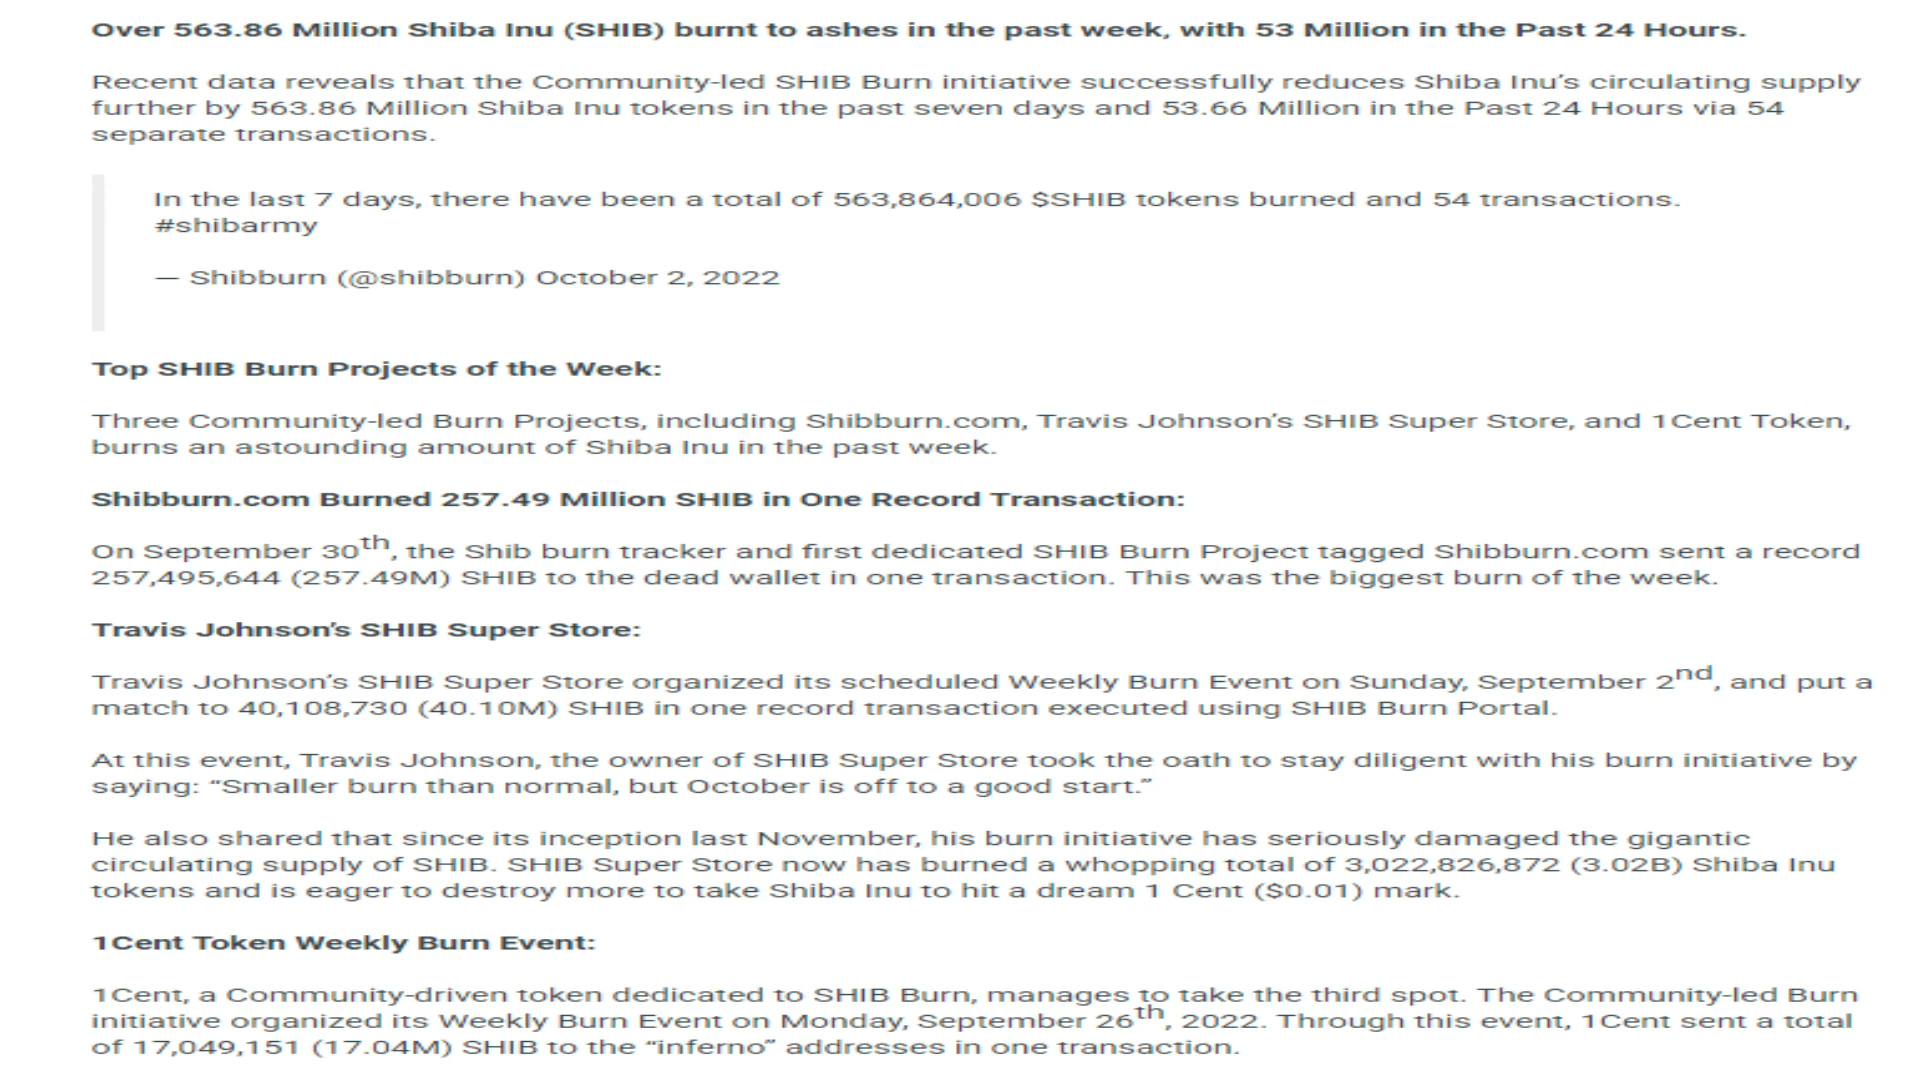 Over 563.86 Million Shiba Inu (SHIB) burnt to ashes in the past week, with 53 Million in the Past 24 Hours.
Recent data reveals that the Community-led SHIB Burn initiative successfully reduces Shiba Inu’s circulating supply
further by 563.86 Million Shiba Inu tokens in the past seven days and 53.66 Million in the Past 24 Hours via 54
separate transactions.
In the last 7 days, there have been a total of 563,864,006 $SHIB tokens burned and 54 transactions.
#shibarmy
— Shibburn (@shibburn) October 2, 2022
Top SHIB Burn Projects of the Week:
Three Community-led Burn Projects, including Shibburn.com, Travis Johnson’s SHIB Super Store, and 1Cent Token,
burns an astounding amount of Shiba Inu in the past week.
Shibburn.com Burned 257.49 Million SHIB in One Record Transaction:
On September 30th, the Shib burn tracker and first dedicated SHIB Burn Project tagged Shibburn.com sent a record
257,495,644 (257.49M) SHIB to the dead wallet in one transaction. This was the biggest burn of the week.
Travis Johnson’s SHIB Super Store:
Travis Johnson’s SHIB Super Store organized its scheduled Weekly Burn Event on Sunday, September 2nd, and put a
match to 40,108,730 (40.10M) SHIB in one record transaction executed using SHIB Burn Portal.
At this event, Travis Johnson, the owner of SHIB Super Store took the oath to stay diligent with his burn initiative by
saying: “Smaller burn than normal, but October is off to a good start.”
He also shared that since its inception last November, his burn initiative has seriously damaged the gigantic
circulating supply of SHIB. SHIB Super Store now has burned a whopping total of 3,022,826,872 (3.02B) Shiba Inu
tokens and is eager to destroy more to take Shiba Inu to hit a dream 1 Cent ($0.01) mark.
1Cent Token Weekly Burn Event:
1Cent, a Community-driven token dedicated to SHIB Burn, manages to take the third spot. The Community-led Burn
initiative organized its Weekly Burn Event on Monday, September 26th, 2022. Through this event, 1Cent sent a total
of 17,049,151 (17.04M) SHIB to the “inferno” addresses in one transaction.